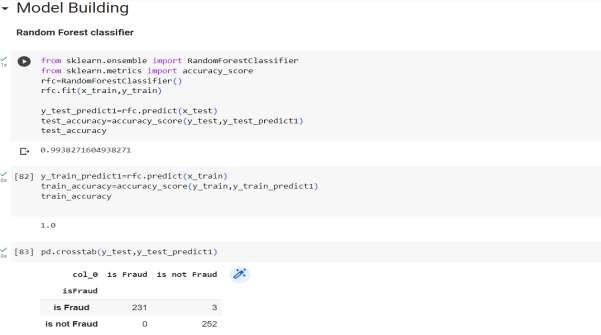 Model Building
Random Forest classifier
from sklearn.ensemble import RandomForestClassifier
from sklearn.metrics import accuracy_score
rfc=RandomForestClassifier()
rfc.fit(x_train,y_train)
y_test_predict1=rfc.predict(x_test)
test_accuracy=accuracy_score(y_test,y_test_predict1)
test_accuracy
0.9938271604938271
[82] y_train_predict1=rfc.predict(x_train)
train_accuracy=accuracy_score(y_train,y_train_predict1)
train_accuracy
1.0
[83] pd.crosstab(y_test,y_test_predict1)
col_0 is Fraud is not Fraud
isFraud
is Fraud 231 3
is not Fraud 0 252